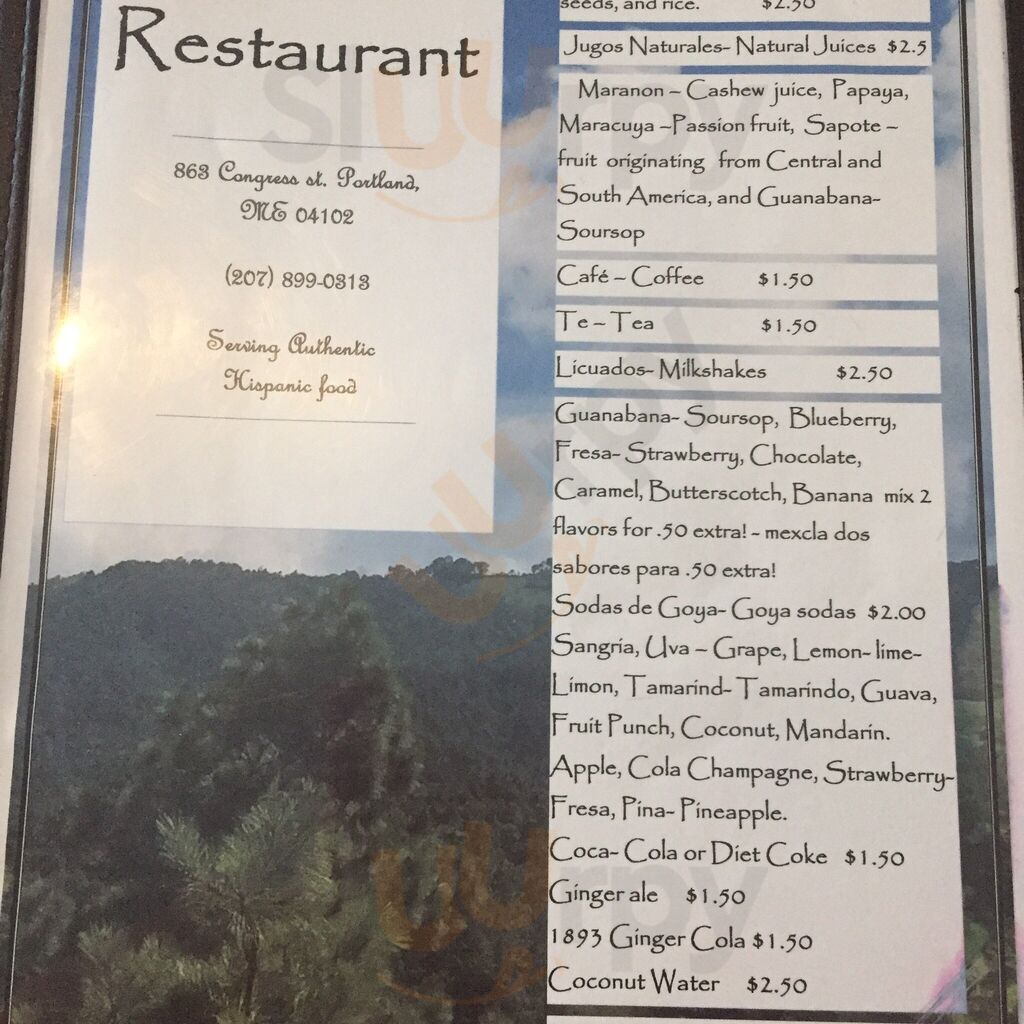 Restaurant
863 Congress st. Portland,
ME 04102
(207) 899-0313
Serving Authentic
Hispanic food
seeds, and rice. $2.50
Jugos Naturales- Natural Juices $2.5
Maranon – Cashew juice, Papaya,
Maracuya –Passion fruit, Sapote –
fruit originating from Central and
South America, and Guanabana-
Soursop
Café – Coffee $1.50
Te – Tea $1.50
Licuados- Milkshakes $2.50
Guanabana- Soursop, Blueberry,
Fresa- Strawberry, Chocolate,
Caramel, Butterscotch, Banana mix 2
flavors for .50 extra! - mexcla dos
sabores para .50 extra!
Sodas de Goya- Goya sodas $2.00
Sangria, Uva – Grape, Lemon- lime-
Limon, Tamarind- Tamarindo, Guava,
Fruit Punch, Coconut, Mandarin.
Apple, Cola Champagne, Strawberry-
Fresa, Pina- Pineapple.
Coca- Cola or Diet Coke $1.50
Ginger ale $1.50
1893 Ginger Cola $1.50
Coconut Water $2.50
sluurpy
uurpy
uurpy